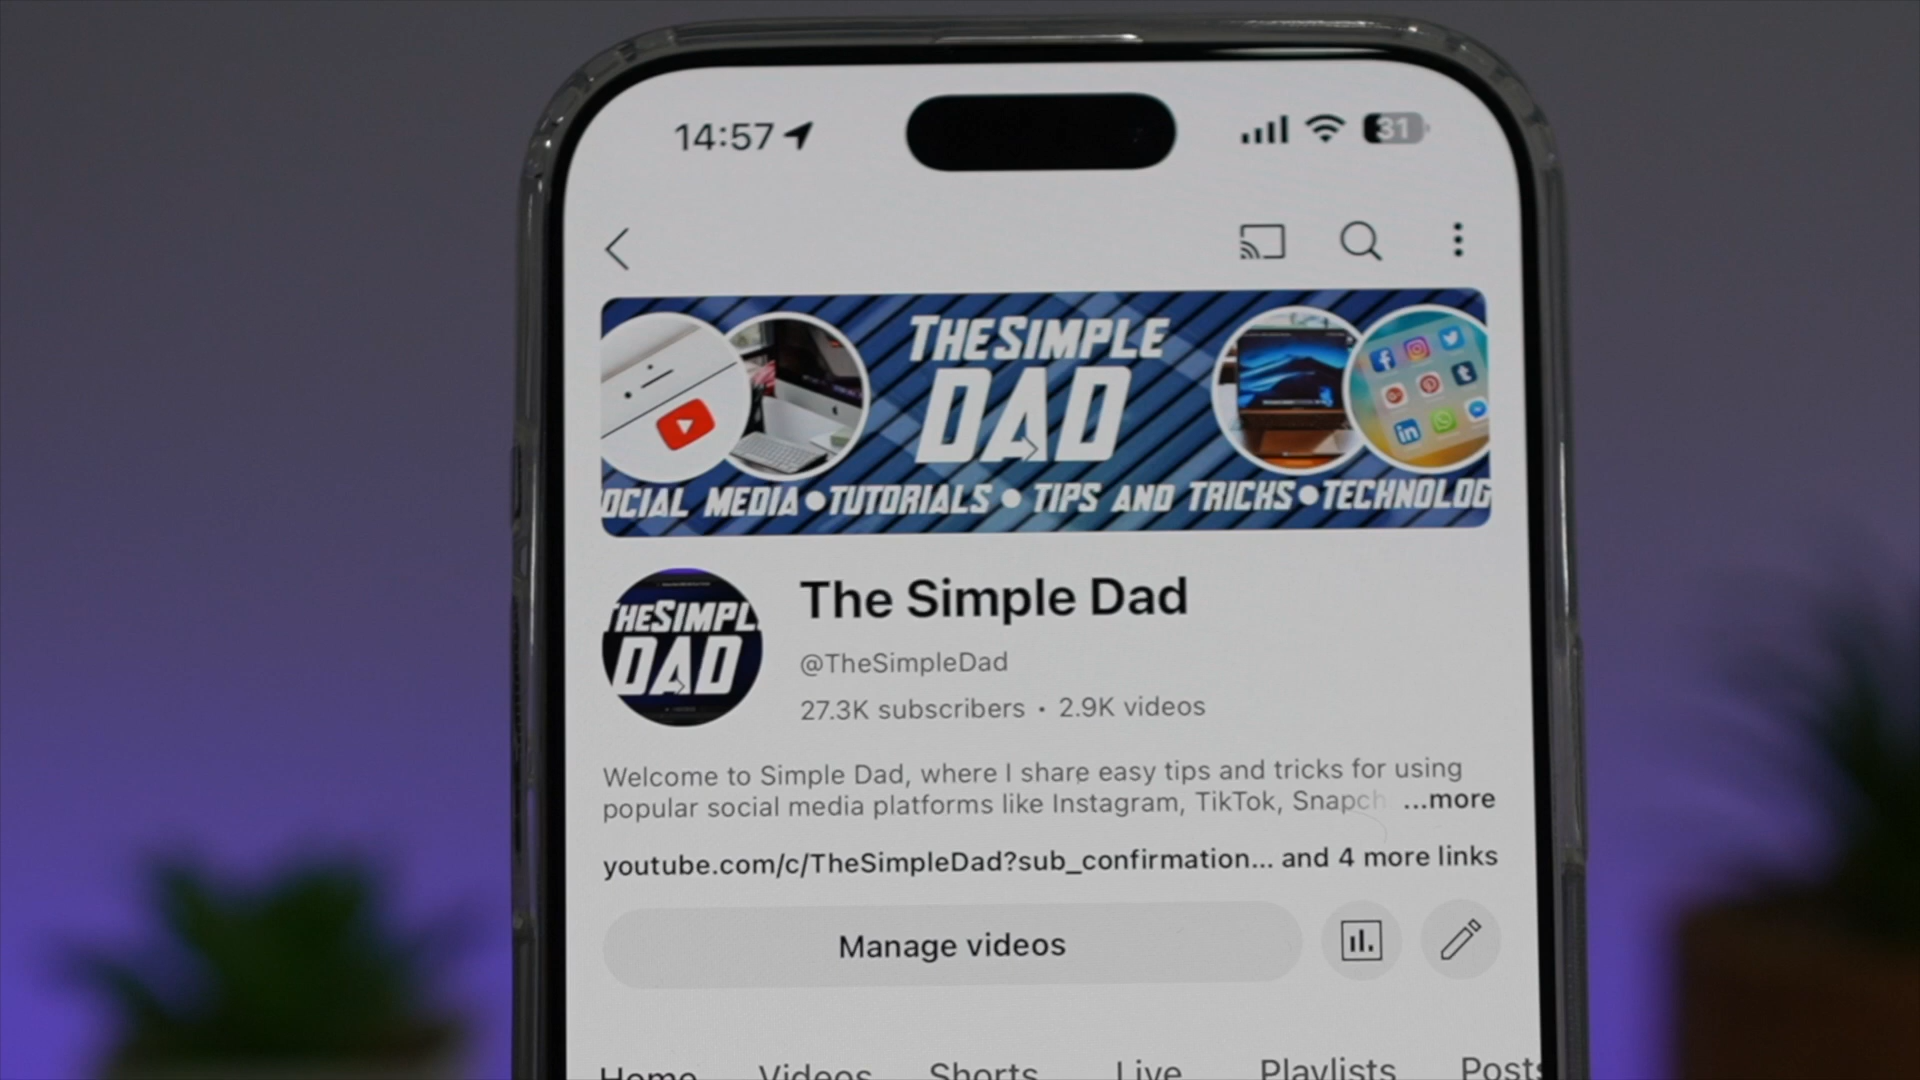 14:57
31
THESIMPLE
DAD
OCIAL MEDIA●TUTORIALS ● TIPS AND TRICHS●TECHNOLOG
THESIMPL
DAD
The Simple Dad
@TheSimpleDad
27.3K subscribers • 2.9K videos
Welcome to Simple Dad, where I share easy tips and tricks for using
popular social media platforms like Instagram, TikTok, Snapch ...more
youtube.com/c/TheSimpleDad?sub_confirmation... and 4 more links
Manage videos
Home Videos Shorts Live Playlists Posts